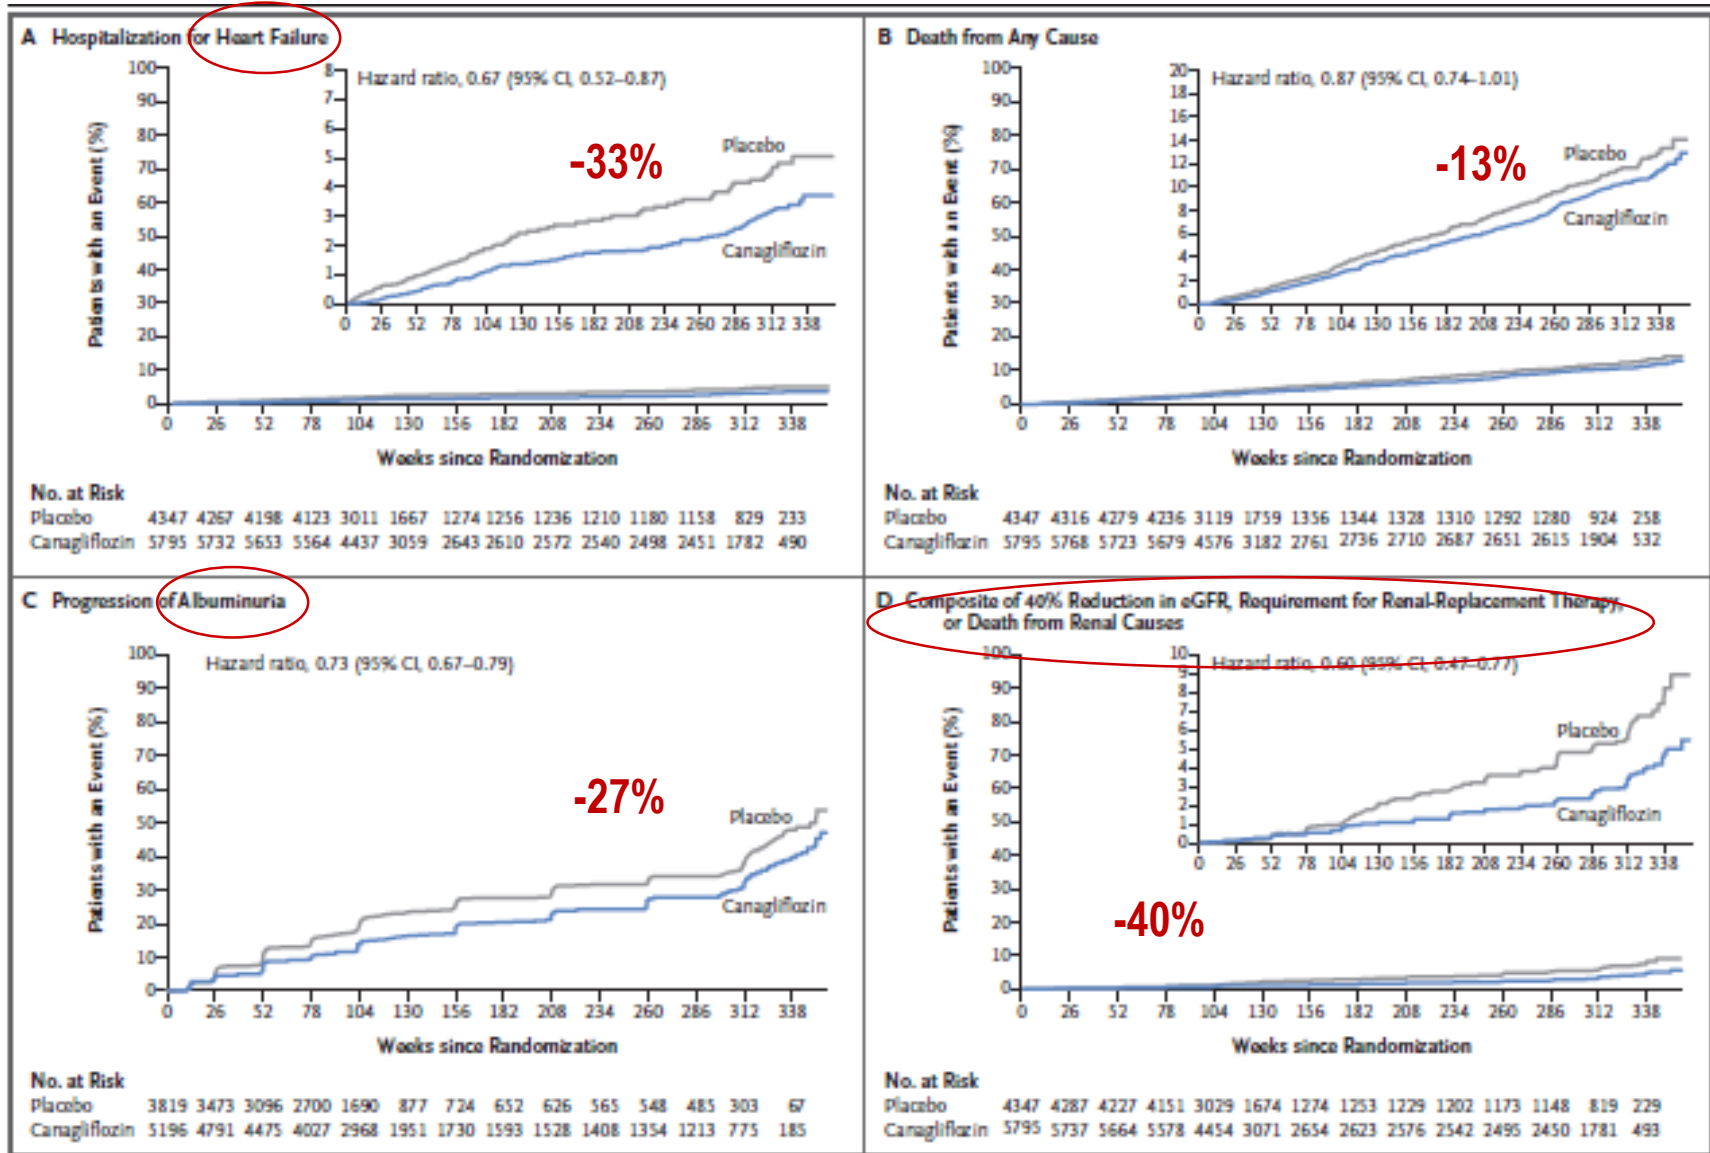 A Hospitalization for Heart Failure
Patients with an Event (%)
100
90
80
70
60
50
40
30
20
10
0
8
7
6
5
4
3
2
1
0
Hazard ratio, 0.67 (95% CI, 0.52–0.87)
-33%
Placebo
Canagliflozin
0 26 52 78 104 130 156 182 208 234 260 286 312 338
0 26 52 78 104 130 156 182 208 234 260 286 312 338
Weeks since Randomization
No. at Risk
Placebo 4347 4267 4198 4123 3011 1667 1274 1256 1236 1210 1180 1158 829 233
Canagliflozin 5795 5732 5653 5564 4437 3059 2643 2610 2572 2540 2498 2451 1782 490
B Death from Any Cause
Patients with an Event (%)
100
90
80
70
60
50
40
30
20
10
0
20
18
16
14
12
10
8
6
4
2
0
Hazard ratio, 0.87 (95% CI, 0.74–1.01)
-13%
Placebo
Canagliflozin
0 26 52 78 104 130 156 182 208 234 260 286 312 338
0 26 52 78 104 130 156 182 208 234 260 286 312 338
Weeks since Randomization
No. at Risk
Placebo 4347 4316 4279 4236 3119 1759 1356 1344 1328 1310 1292 1280 924 258
Canagliflozin 5795 5768 5723 5679 4576 3182 2761 2736 2710 2687 2651 2615 1904 532
C Progression of Albuminuria
Patients with an Event (%)
100
90
80
70
60
50
40
30
20
10
0
Hazard ratio, 0.73 (95% CI, 0.67–0.79)
-27%
Placebo
Canagliflozin
0 26 52 78 104 130 156 182 208 234 260 286 312 338
Weeks since Randomization
No. at Risk
Placebo 3819 3473 3096 2700 1690 877 724 652 626 565 548 485 303 67
Canagliflozin 5196 4791 4475 4027 2968 1951 1730 1593 1528 1408 1354 1213 775 185
D Composite of 40% Reduction in eGFR, Requirement for Renal-Replacement Therapy,
or Death from Renal Causes
Patients with an Event (%)
100
90
80
70
60
50
40
30
20
10
0
10
9
8
7
6
5
4
3
2
1
0
Hazard ratio, 0.60 (95% CI, 0.47–0.77)
Placebo
Canagliflozin
0 26 52 78 104 130 156 182 208 234 260 286 312 338
-40%
0 26 52 78 104 130 156 182 208 234 260 286 312 338
Weeks since Randomization
No. at Risk
Placebo 4347 4287 4227 4151 3029 1674 1274 1253 1229 1202 1173 1148 819 229
Canagliflozin 5795 5737 5664 5578 4454 3071 2654 2623 2576 2542 2495 2450 1781 493